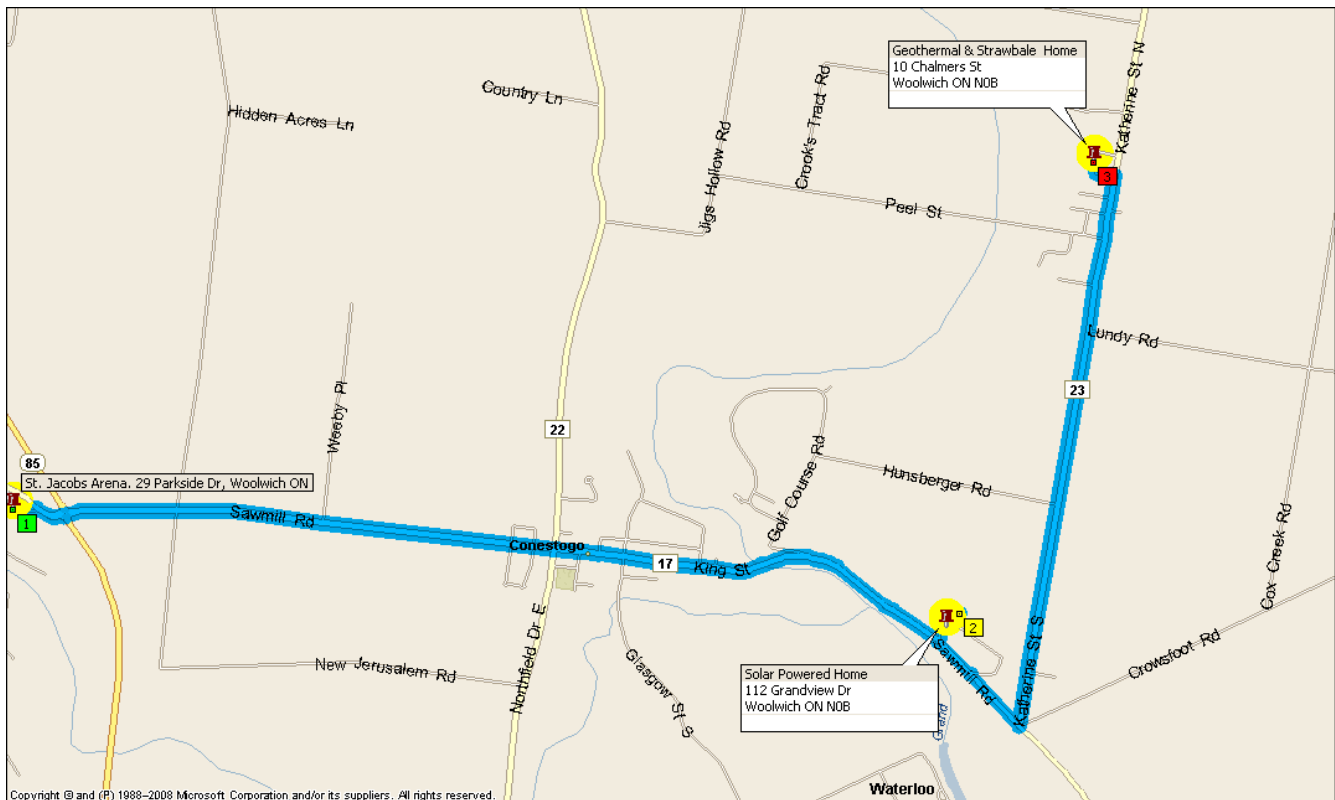 Geothermal & Strawbale Home
10 Chalmers St
Woolwich ON N0B
Katherine St N
Country Ln
Hidden Acres Ln
Jigs Hollow Rd
Crook's Tract Rd
3
Peel St
Lundy Rd
23
Weeby Pl
22
85
St. Jacobs Arena. 29 Parkside Dr, Woolwich ON
1
Sawmill Rd
Golf Course Rd
Hunsberger Rd
Cox Creek Rd
Conestogo
17
King St
2
Northfield Dr E
New Jerusalem Rd
Glasgow St S
Sawmill Rd
Katherine St S
Crowsfoot Rd
Solar Powered Home
112 Grandview Dr
Woolwich ON N0B
Grand
Waterloo
Copyright © and (P) 1988–2008 Microsoft Corporation and/or its suppliers. All rights reserved.